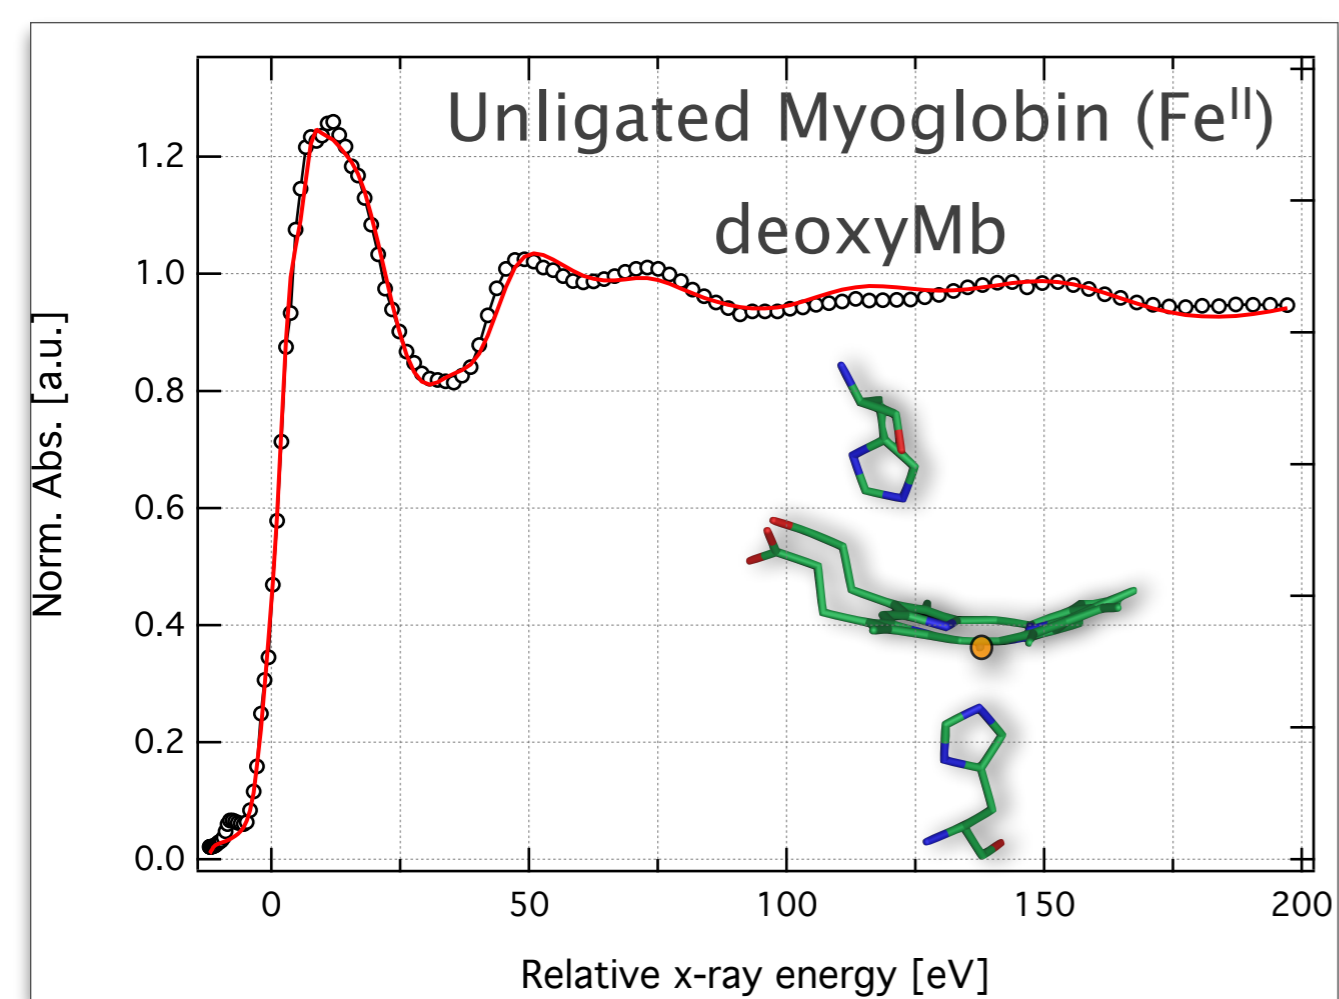 Unligated Myoglobin (Feᴵᴵ)
deoxyMb
Norm. Abs. [a.u.]
1.2
1.0
0.8
0.6
0.4
0.2
0.0
0 50 100 150 200
Relative x-ray energy [eV]